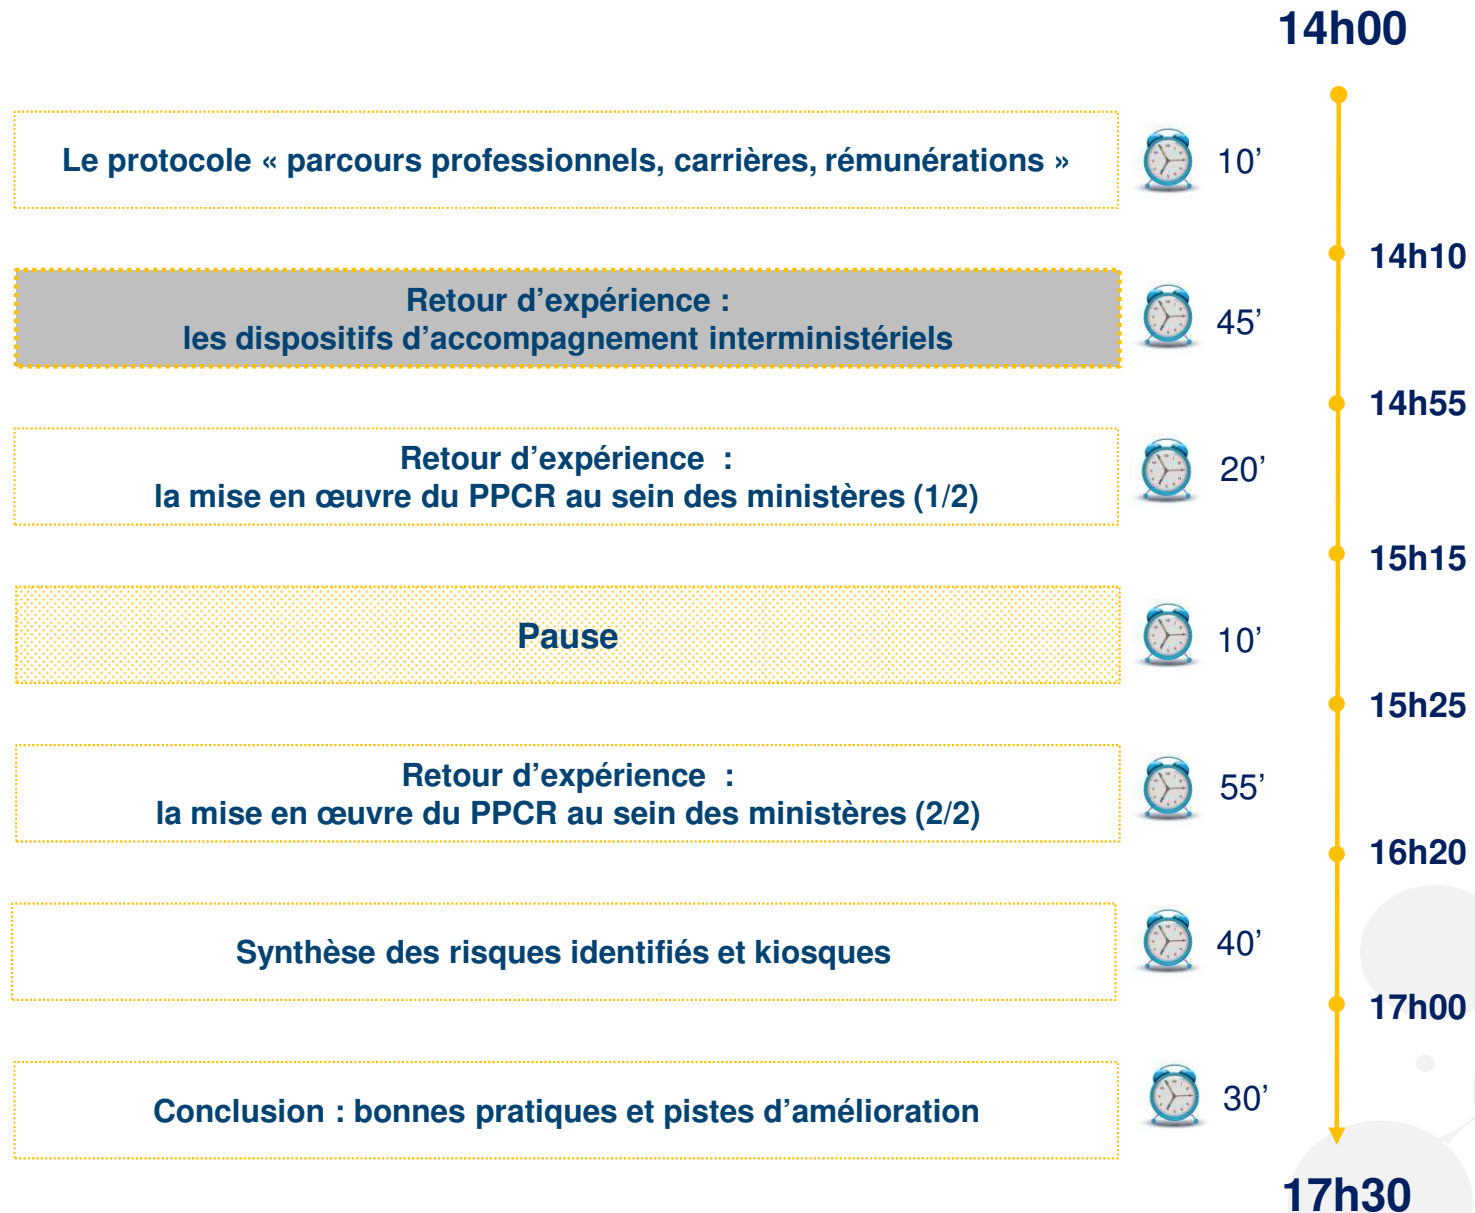 14h00
Le protocole « parcours professionnels, carrières, rémunérations »
10’
14h10
Retour d’expérience :
les dispositifs d’accompagnement interministériels
45’
14h55
Retour d’expérience  :
la mise en œuvre du PPCR au sein des ministères (1/2)
20’
15h15
Pause
10’
15h25
Retour d’expérience  :
la mise en œuvre du PPCR au sein des ministères (2/2)
55’
16h20
Synthèse des risques identifiés et kiosques
40’
17h00
Conclusion : bonnes pratiques et pistes d’amélioration
30’
17h30